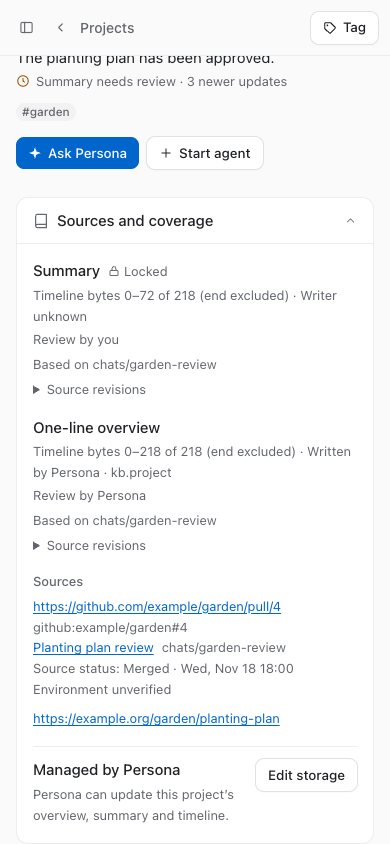 Projects
Tag
The planting plan has been approved.
Summary needs review · 3 newer updates
#garden
Ask Persona
Start agent
Sources and coverage
Summary
Locked
Timeline bytes 0–72 of 218 (end excluded) · Writer
unknown
Review by you
Based on chats/garden-review
Source revisions
One-line overview
Timeline bytes 0–218 of 218 (end excluded) · Written
by Persona · kb.project
Review by Persona
Based on chats/garden-review
Source revisions
Sources
https://github.com/example/garden/pull/4
github:example/garden#4
Planting plan review chats/garden-review
Source status: Merged · Wed, Nov 18 18:00
Environment unverified
https://example.org/garden/planting-plan
Managed by Persona
Edit storage
Persona can update this project's
overview, summary and timeline.